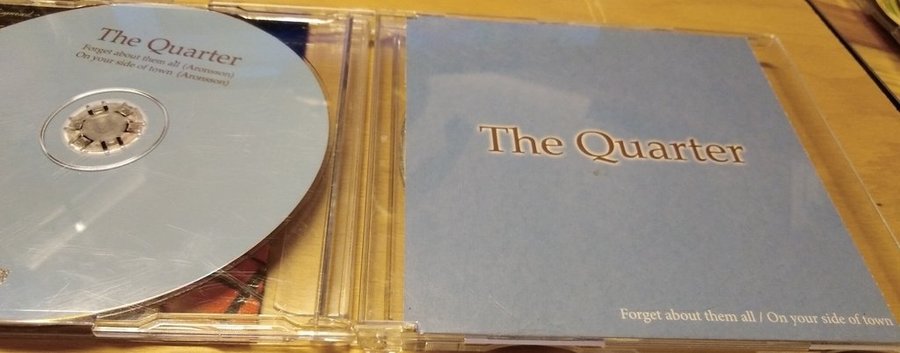 The Quarter
Forget about them all (Aronsson)
On your side of town (Aronsson)
The Quarter
Forget about them all / On your side of town